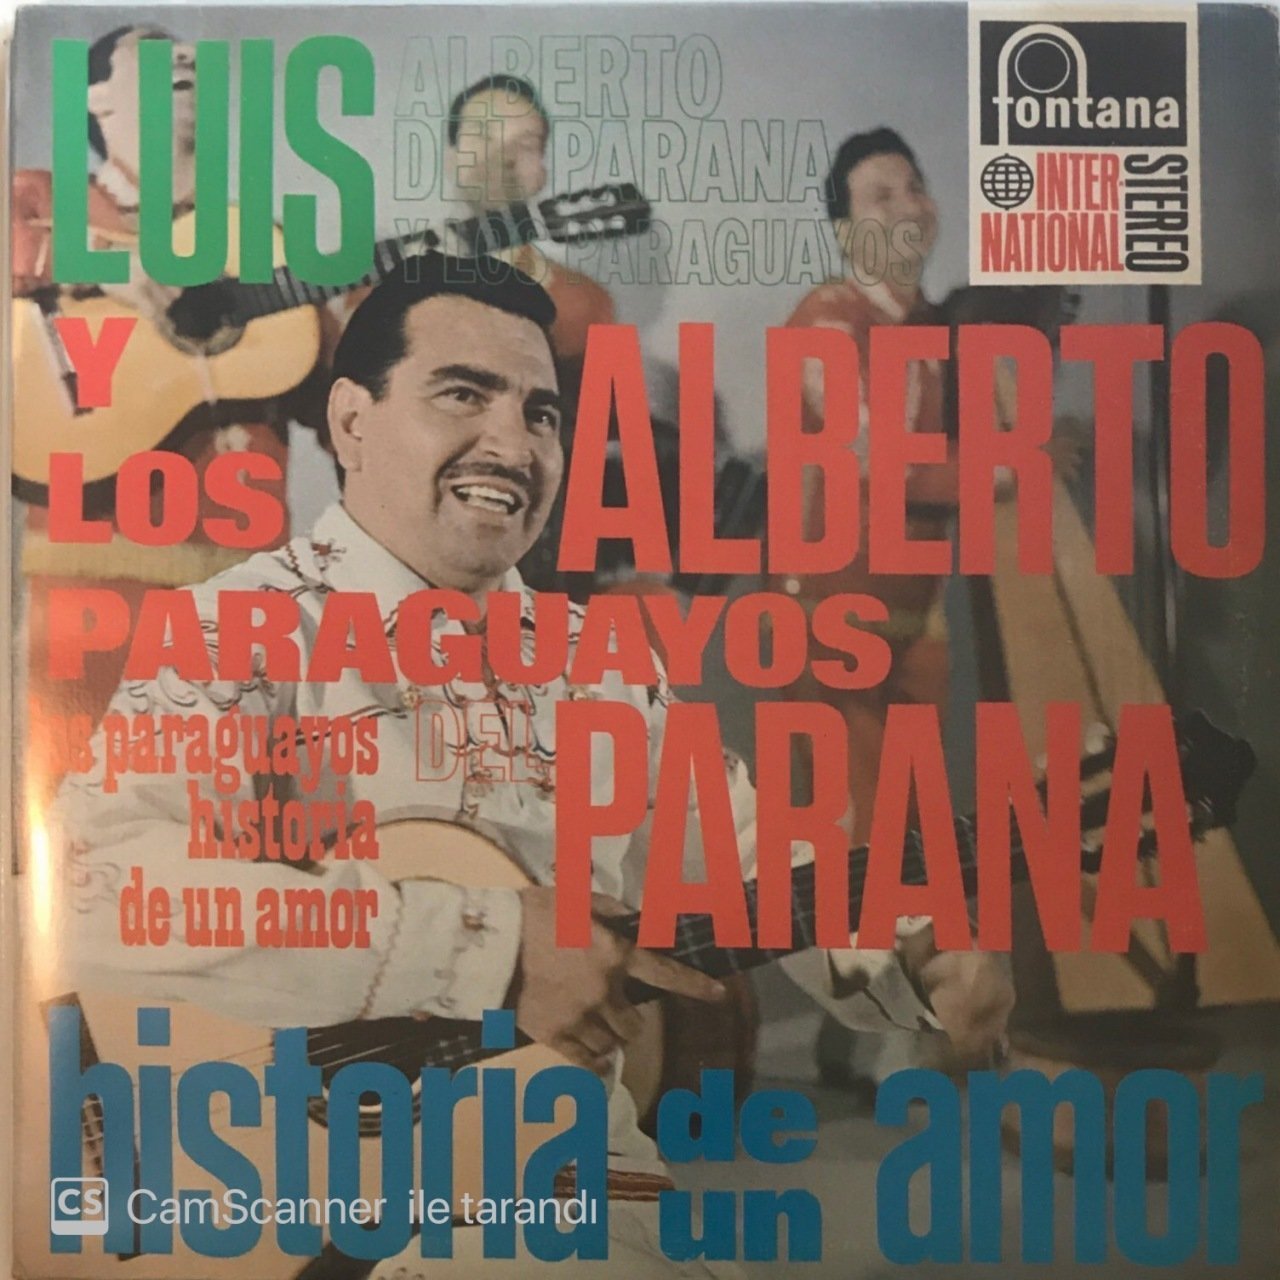 LUIS
ALBERTO
DEL PARANA
Y LOS PARAGUAYOS
fontana
INTER-
NATIONAL
STEREO
Y
LOS
PARAGUAYOS
ALBERTO
DEL
PARANA
paraguayos
historia
de un amor
historia de un amor
CS CamScanner ile tarandı